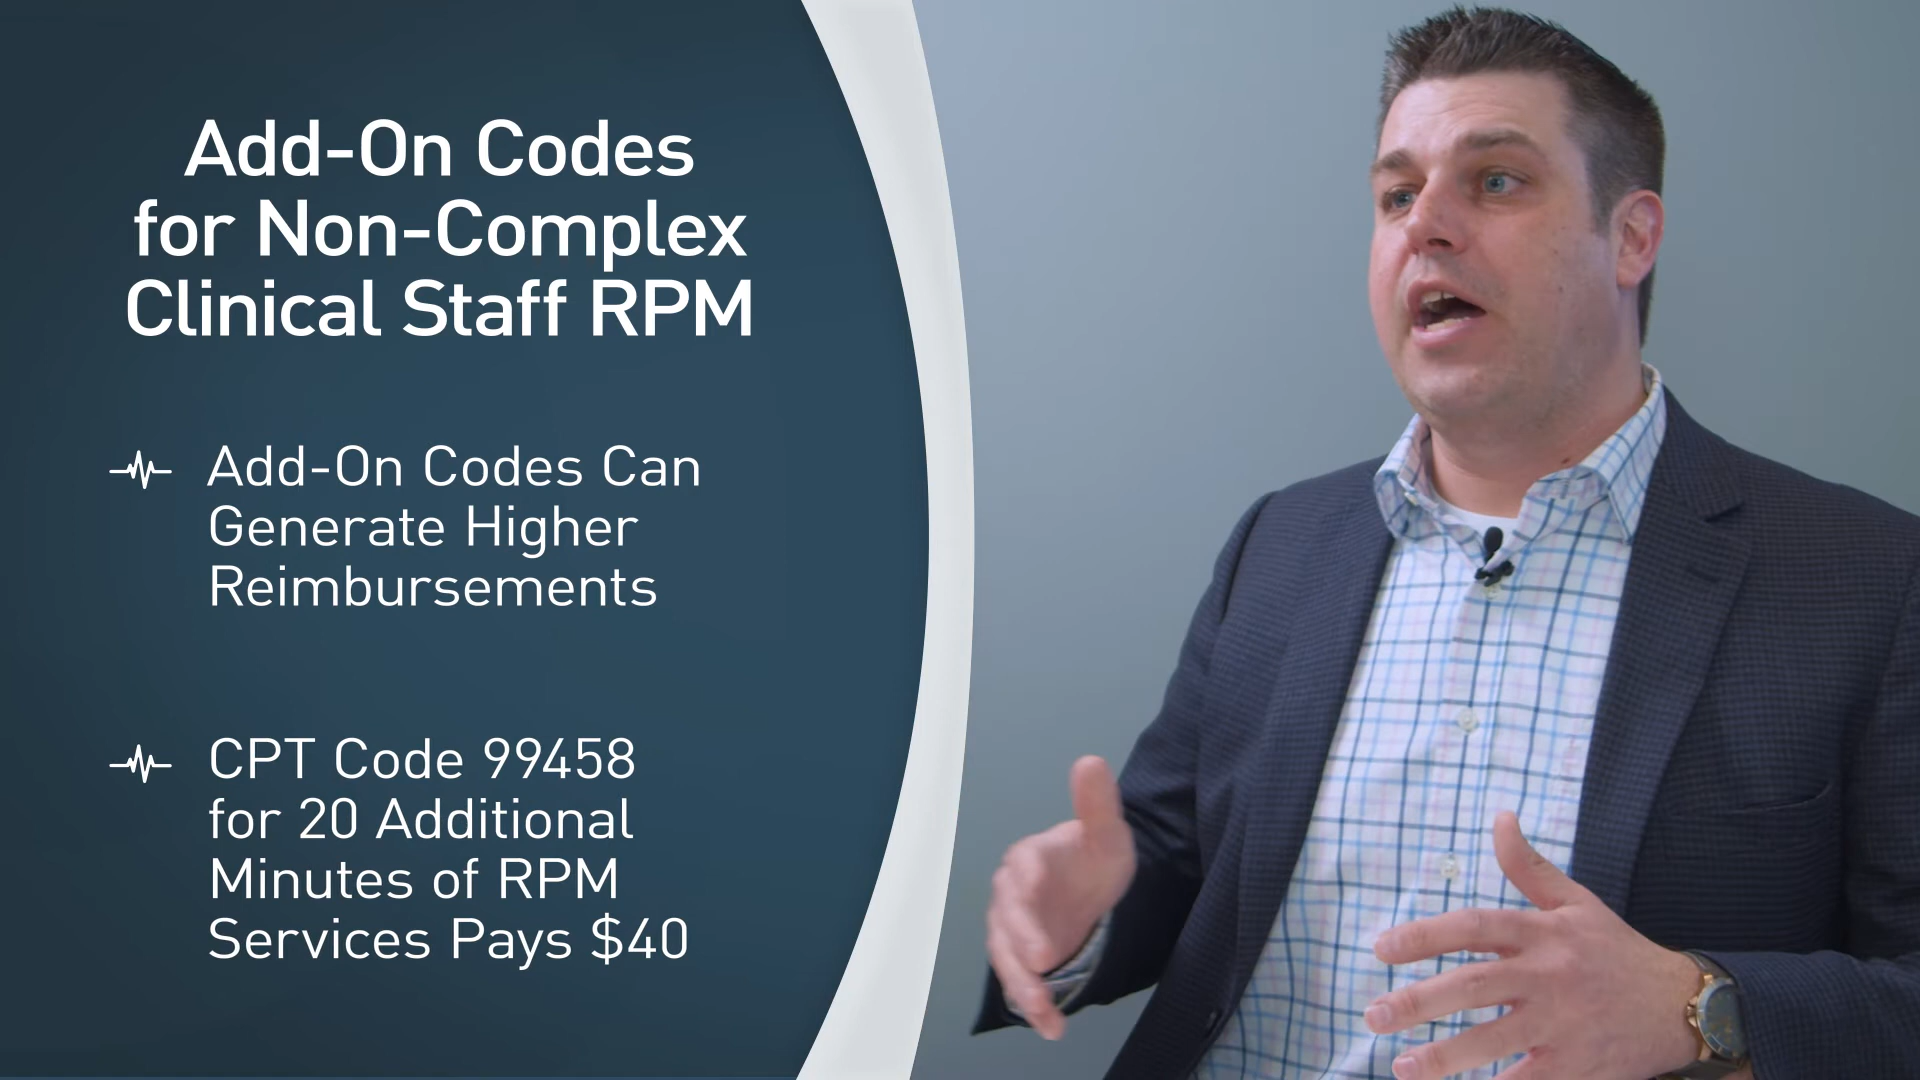 Add-On Codes
for Non-Complex
Clinical Staff RPM
Add-On Codes Can
Generate Higher
Reimbursements
CPT Code 99458
for 20 Additional
Minutes of RPM
Services Pays $40